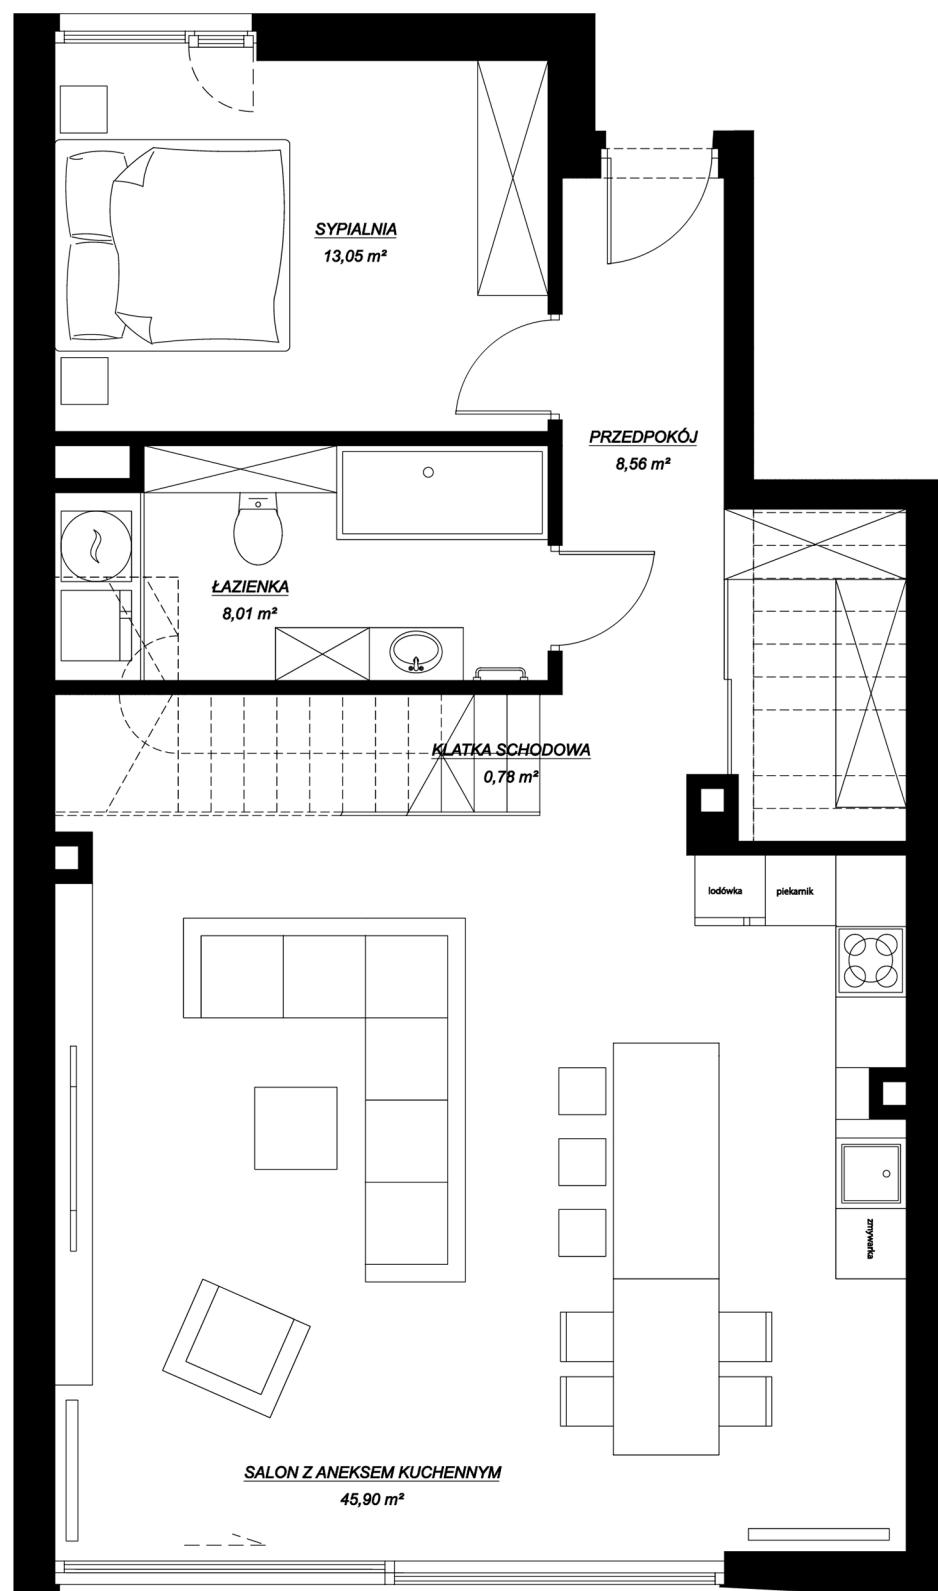 SYPIALNIA
13,05 m²
PRZEDPOKÓJ
8,56 m²
ŁAZIENKA
8,01 m²
KLATKA SCHODOWA
0,78 m²
lodówka
piekarnik
zmywarka
SALON Z ANEKSEM KUCHENNYM
45,90 m²